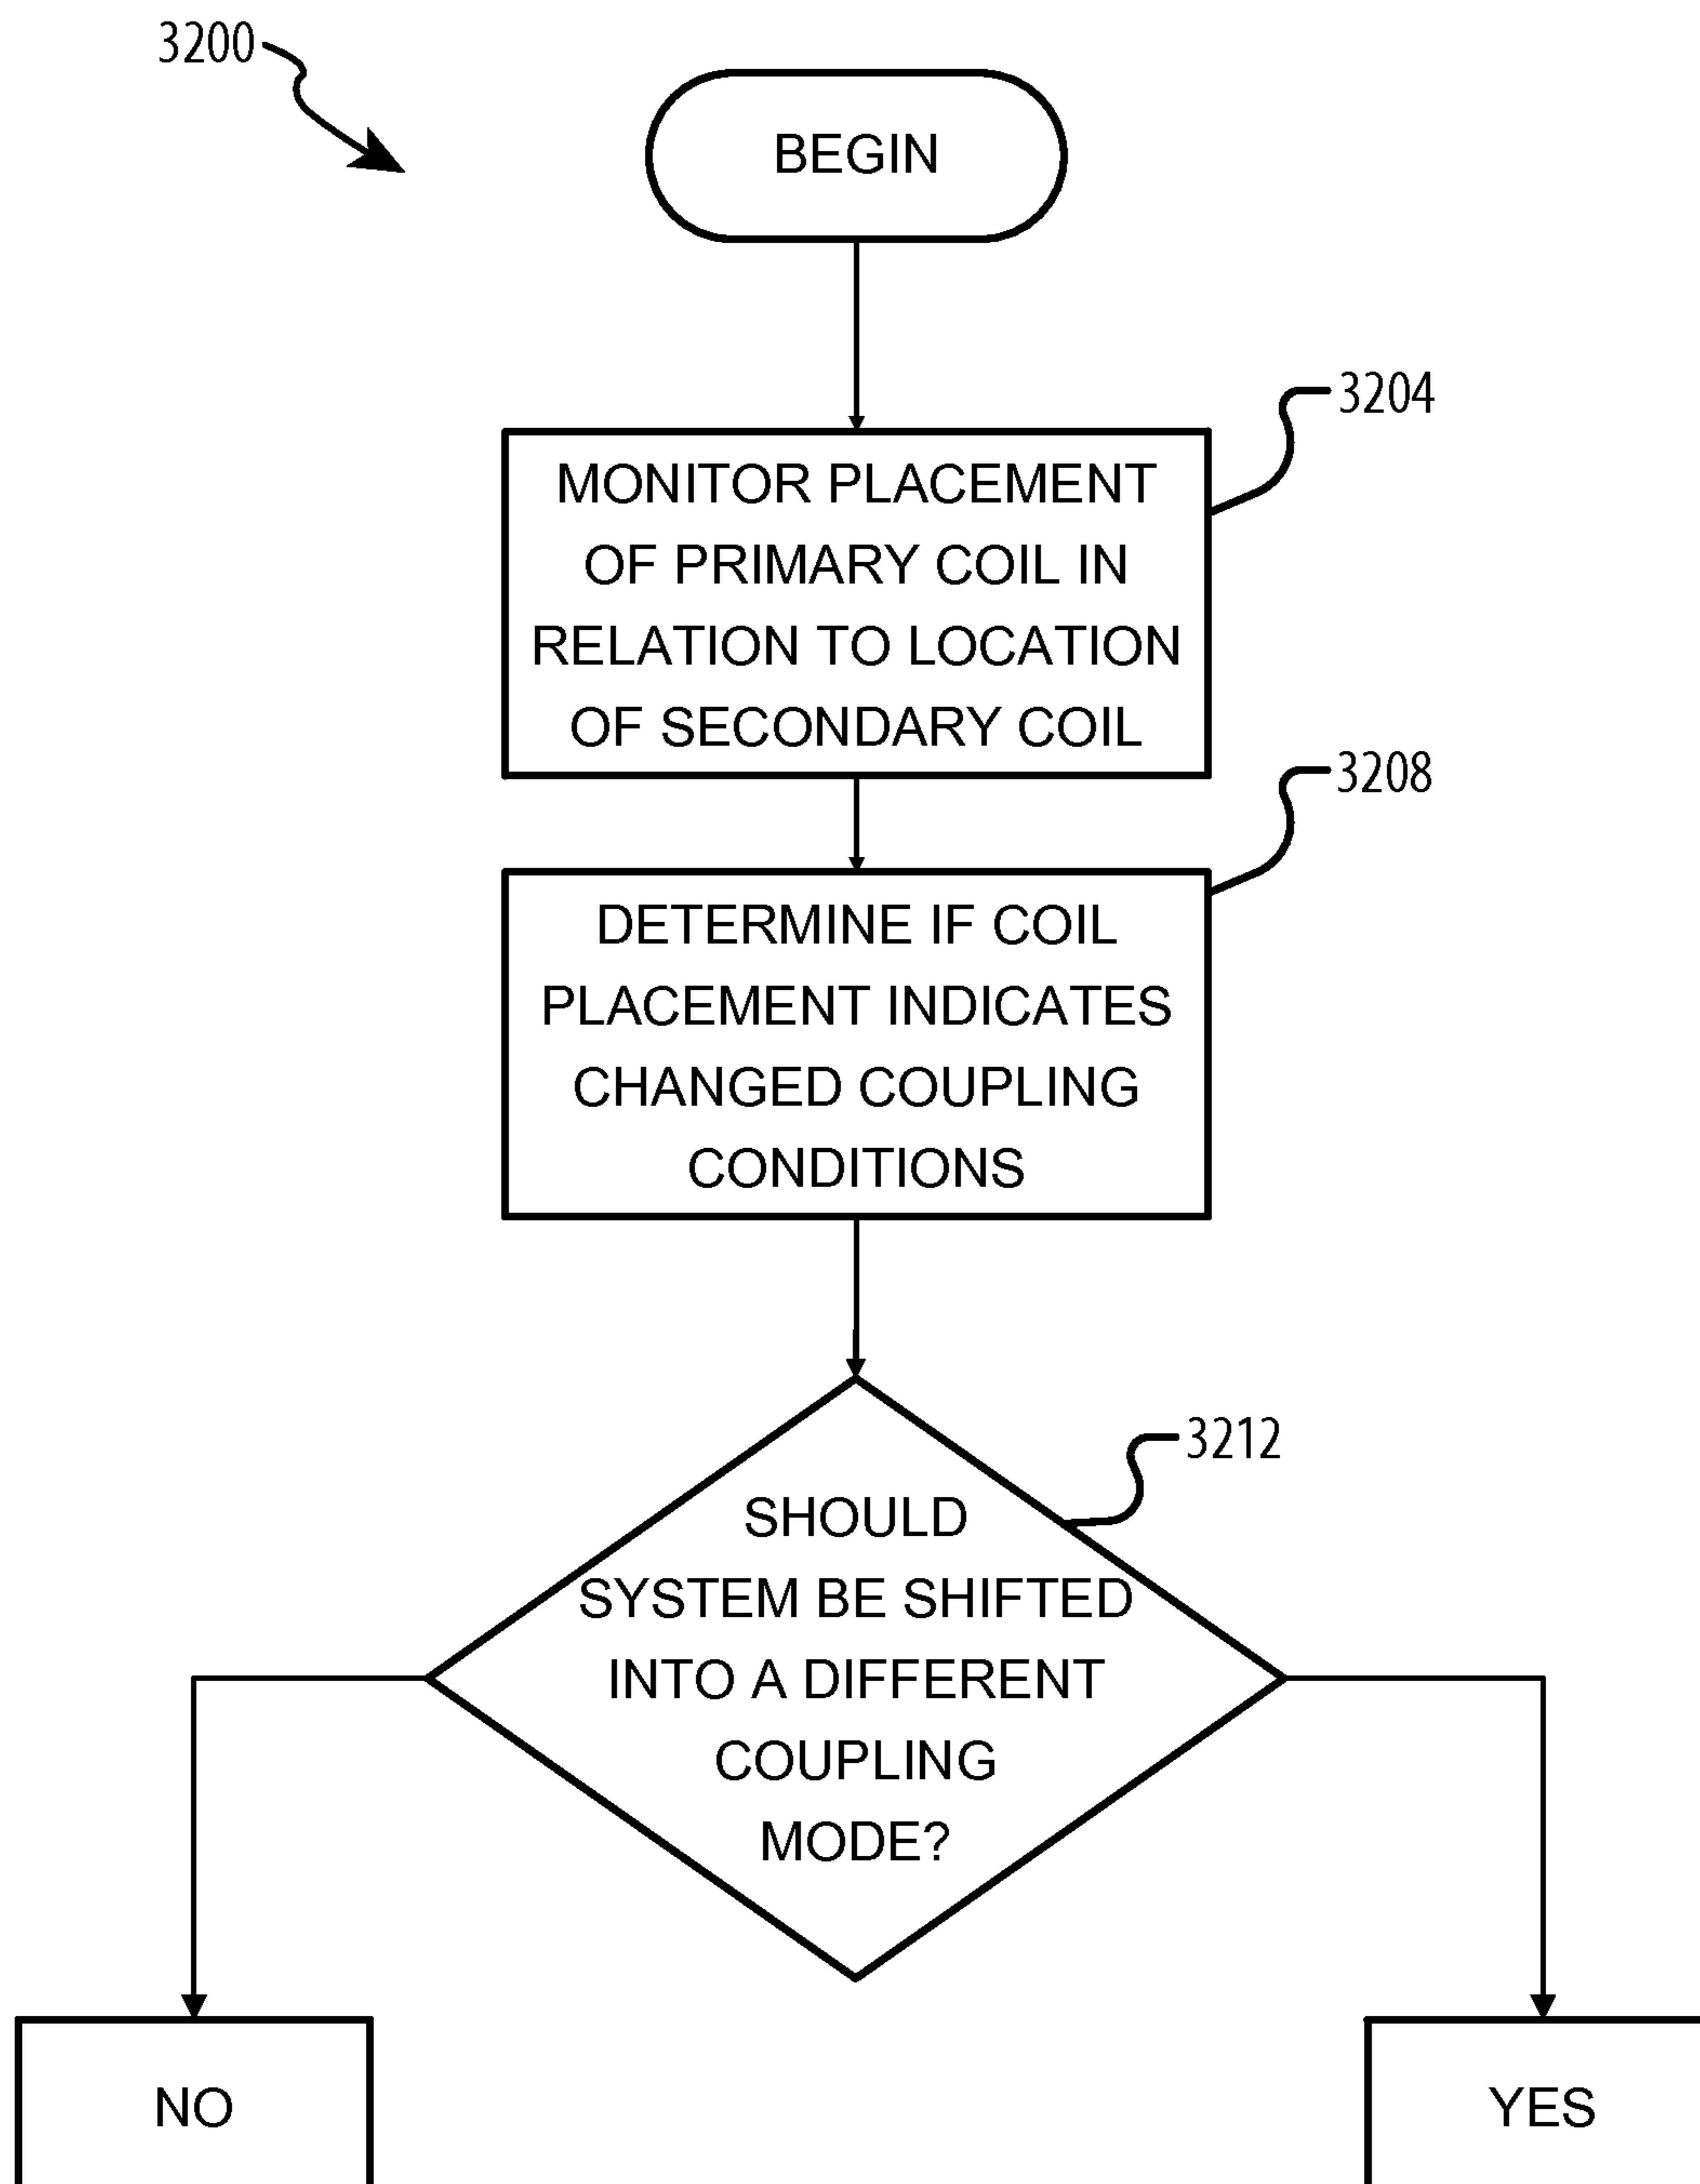 3200
BEGIN
3204
MONITOR PLACEMENT
OF PRIMARY COIL IN
RELATION TO LOCATION
OF SECONDARY COIL
3208
DETERMINE IF COIL
PLACEMENT INDICATES
CHANGED COUPLING
CONDITIONS
3212
SHOULD
SYSTEM BE SHIFTED
INTO A DIFFERENT
COUPLING
MODE?
NO
YES